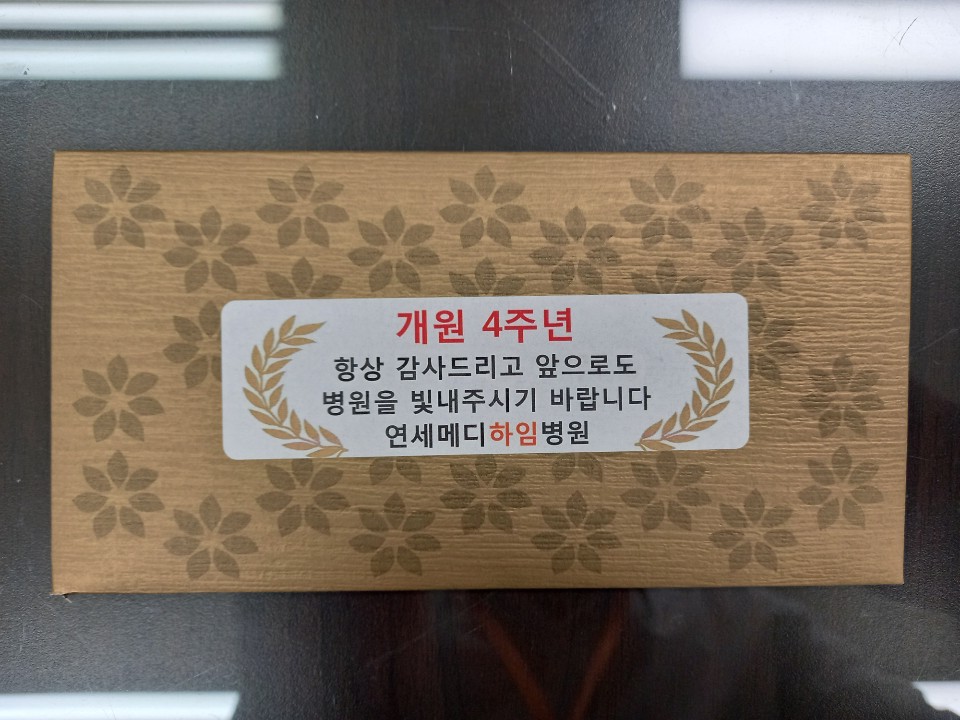 개원 4주년
항상 감사드리고 앞으로도
병원을 빛내주시기 바랍니다
연세메디하임병원